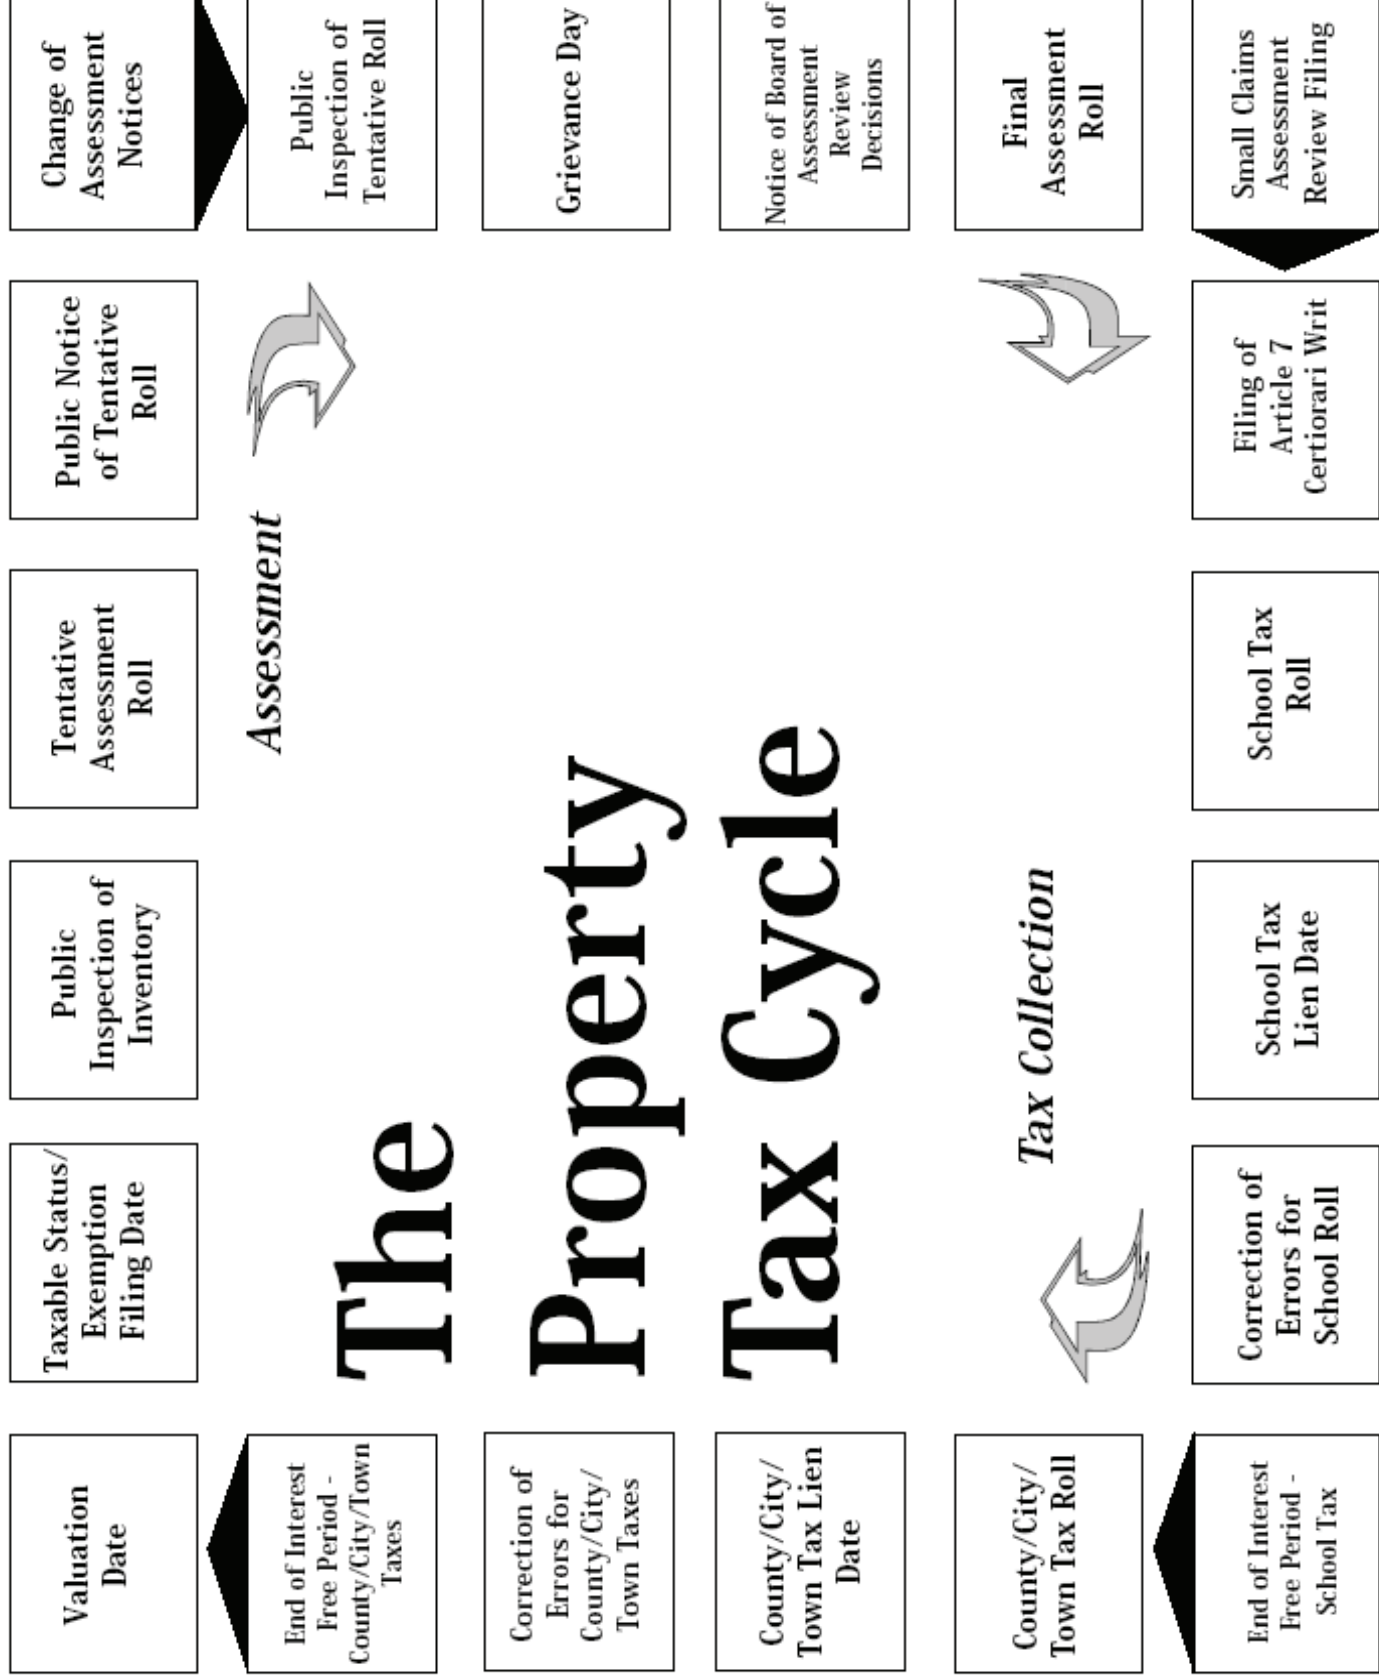 Valuation
Date
Taxable Status/
Exemption
Filing Date
Public
Inspection of
Inventory
Tentative
Assessment
Roll
Public Notice
of Tentative
Roll
Change of
Assessment
Notices
Public
Inspection of
Tentative Roll
Grievance Day
Notice of Board of
Assessment
Review
Decisions
Final
Assessment
Roll
Small Claims
Assessment
Review Filing
Filing of
Article 7
Certiorari Writ
School Tax
Roll
School Tax
Lien Date
Correction of
Errors for
School Roll
End of Interest
Free Period -
School Tax
County/City/
Town Tax Roll
County/City/
Town Tax Lien
Date
Correction of
Errors for
County/City/
Town Taxes
End of Interest
Free Period -
County/City/Town
Taxes
Assessment
The
Property
Tax Cycle
Tax Collection